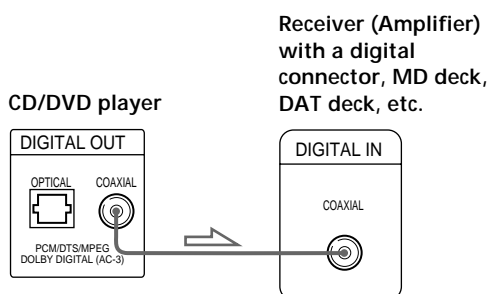 Receiver (Amplifier)
with a digital
connector, MD deck,
DAT deck, etc.
CD/DVD player
DIGITAL OUT
OPTICAL COAXIAL
PCM/DTS/MPEG
DOLBY DIGITAL (AC-3)
DIGITAL IN
COAXIAL